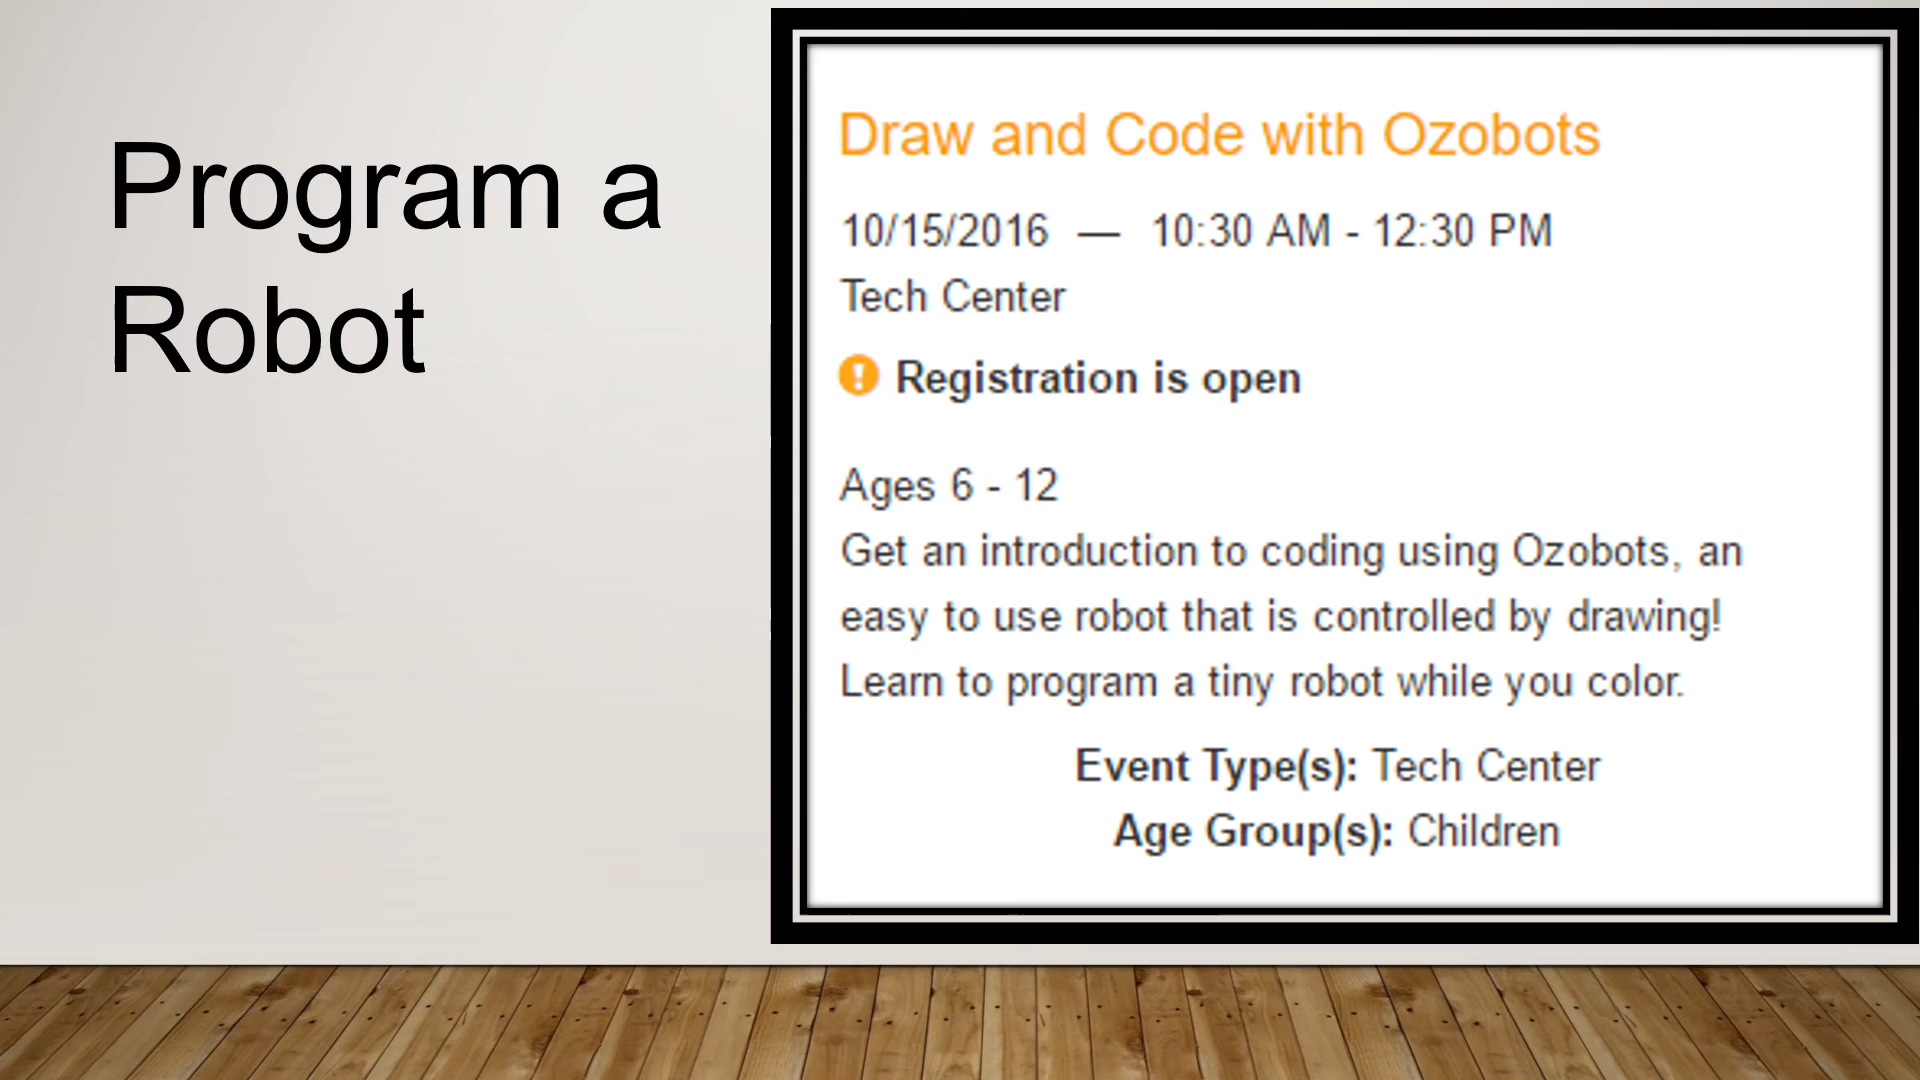 Program a
Robot
Draw and Code with Ozobots
10/15/2016 — 10:30 AM - 12:30 PM
Tech Center
Registration is open
Ages 6 - 12
Get an introduction to coding using Ozobots, an
easy to use robot that is controlled by drawing!
Learn to program a tiny robot while you color.
Event Type(s): Tech Center
Age Group(s): Children